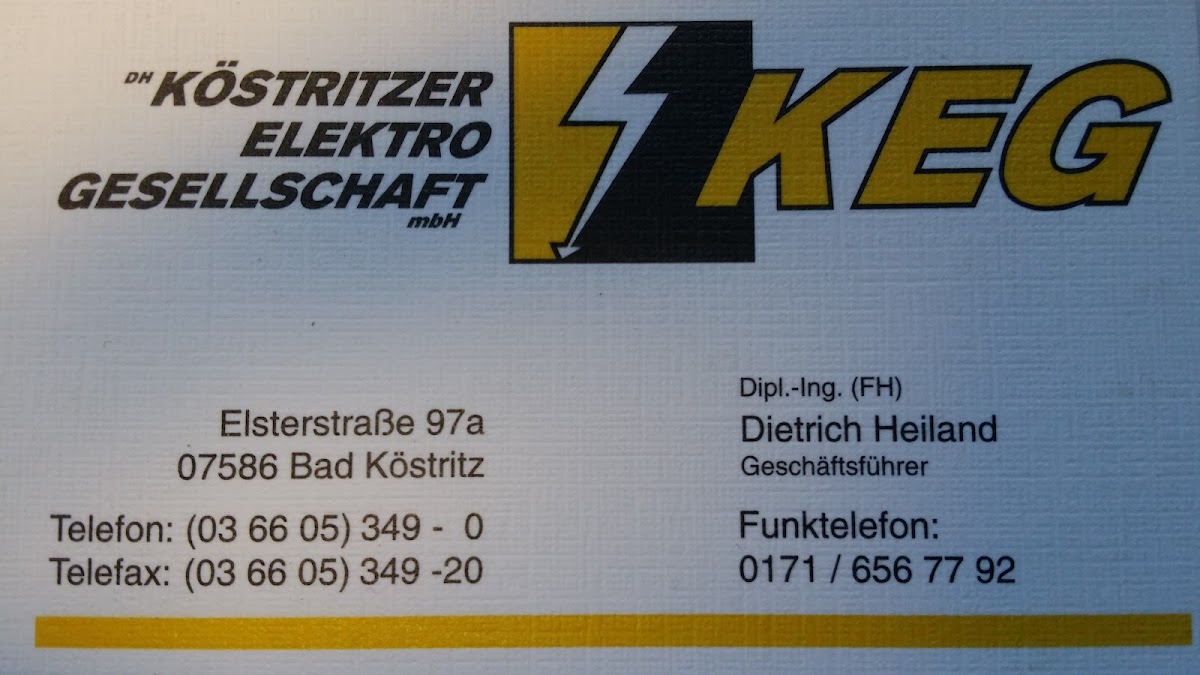 DH KÖSTRITZER
ELEKTRO
GESELLSCHAFT
mbH
KEG
Elsterstraße 97a
07586 Bad Köstritz
Telefon: (03 66 05) 349 - 0
Telefax: (03 66 05) 349 -20
Dipl.-Ing. (FH)
Dietrich Heiland
Geschäftsführer
Funktelefon:
0171 / 656 77 92